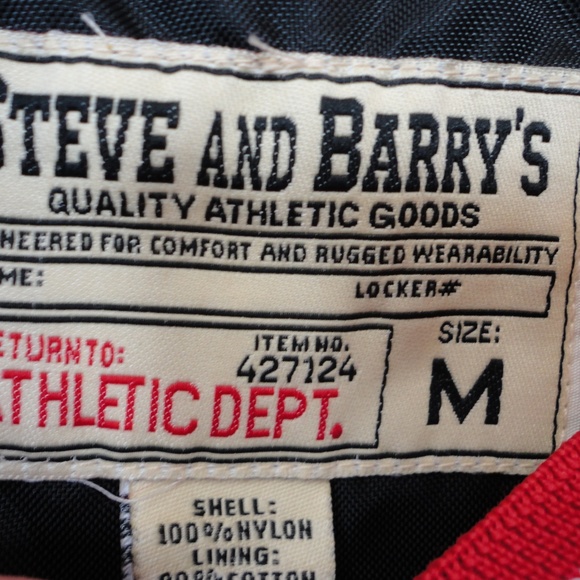 STEVE AND BARRY'S
QUALITY ATHLETIC GOODS
NEERED FOR COMFORT AND RUGGED WEARABILITY
ME: LOCKER#
ETURN TO: ITEM NO. SIZE:
427124 M
ATHLETIC DEPT.
SHELL:
100% NYLON
LINING: